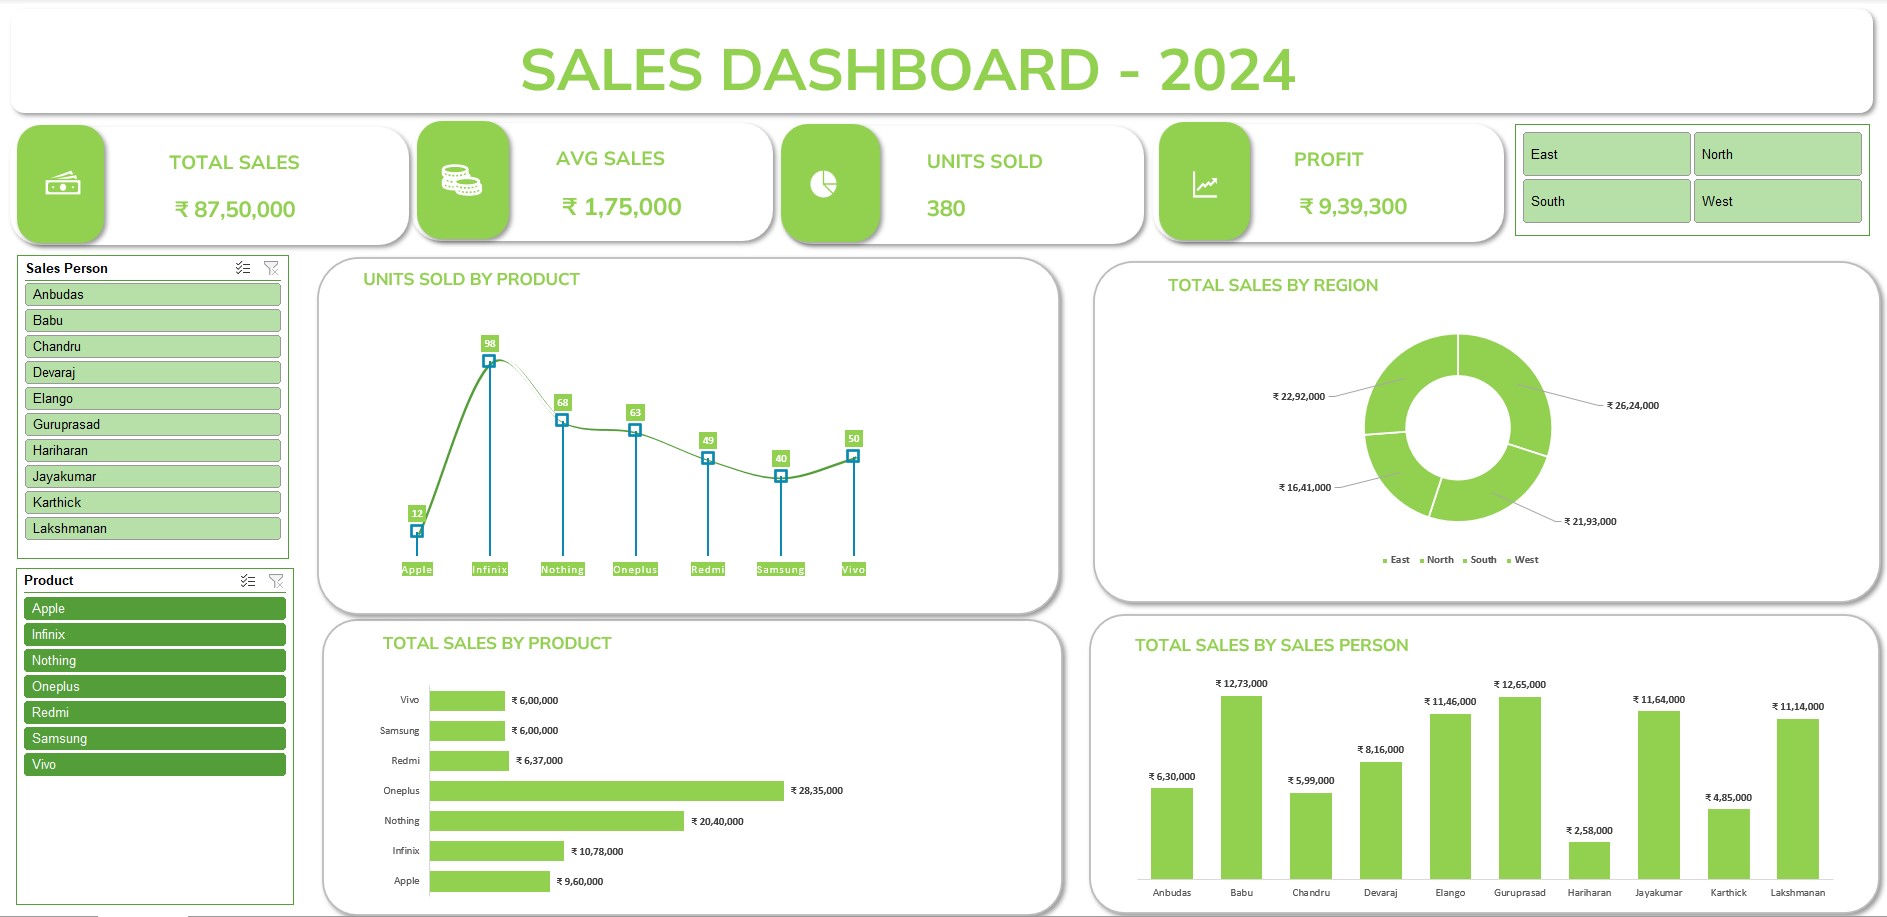 SALES DASHBOARD - 2024
TOTAL SALES
₹ 87,50,000
AVG SALES
₹ 1,75,000
UNITS SOLD
380
PROFIT
₹ 9,39,300
East
North
South
West
Sales Person
Anbudas
Babu
Chandru
Devaraj
Elango
Guruprasad
Hariharan
Jayakumar
Karthick
Lakshmanan
Product
Apple
Infinix
Nothing
Oneplus
Redmi
Samsung
Vivo
UNITS SOLD BY PRODUCT
98
68
63
49
40
50
12
Apple
Infinix
Nothing
Oneplus
Redmi
Samsung
Vivo
TOTAL SALES BY REGION
₹ 22,92,000
₹ 26,24,000
₹ 16,41,000
₹ 21,93,000
East North South West
TOTAL SALES BY PRODUCT
Vivo ₹ 6,00,000
Samsung ₹ 6,00,000
Redmi ₹ 6,37,000
Oneplus ₹ 28,35,000
Nothing ₹ 20,40,000
Infinix ₹ 10,78,000
Apple ₹ 9,60,000
TOTAL SALES BY SALES PERSON
₹ 6,30,000
₹ 12,73,000
₹ 5,99,000
₹ 8,16,000
₹ 11,46,000
₹ 12,65,000
₹ 2,58,000
₹ 11,64,000
₹ 4,85,000
₹ 11,14,000
Anbudas Babu Chandru Devaraj Elango Guruprasad Hariharan Jayakumar Karthick Lakshmanan